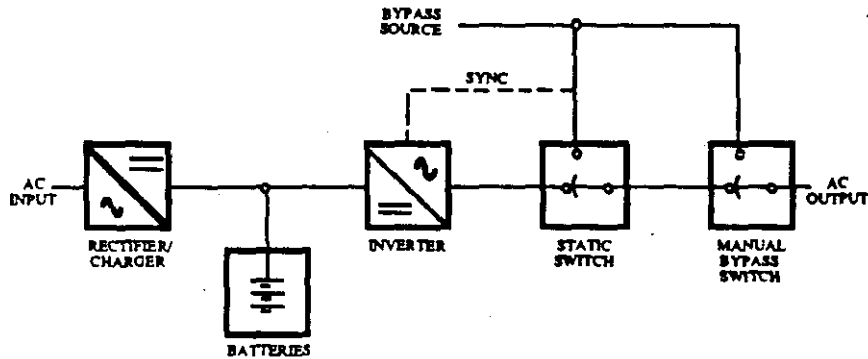 BYPASS
SOURCE
SYNC
AC
INPUT
RECTIFIER/
CHARGER
BATTERIES
INVERTER
STATIC
SWITCH
MANUAL
BYPASS
SWITCH
AC
OUTPUT